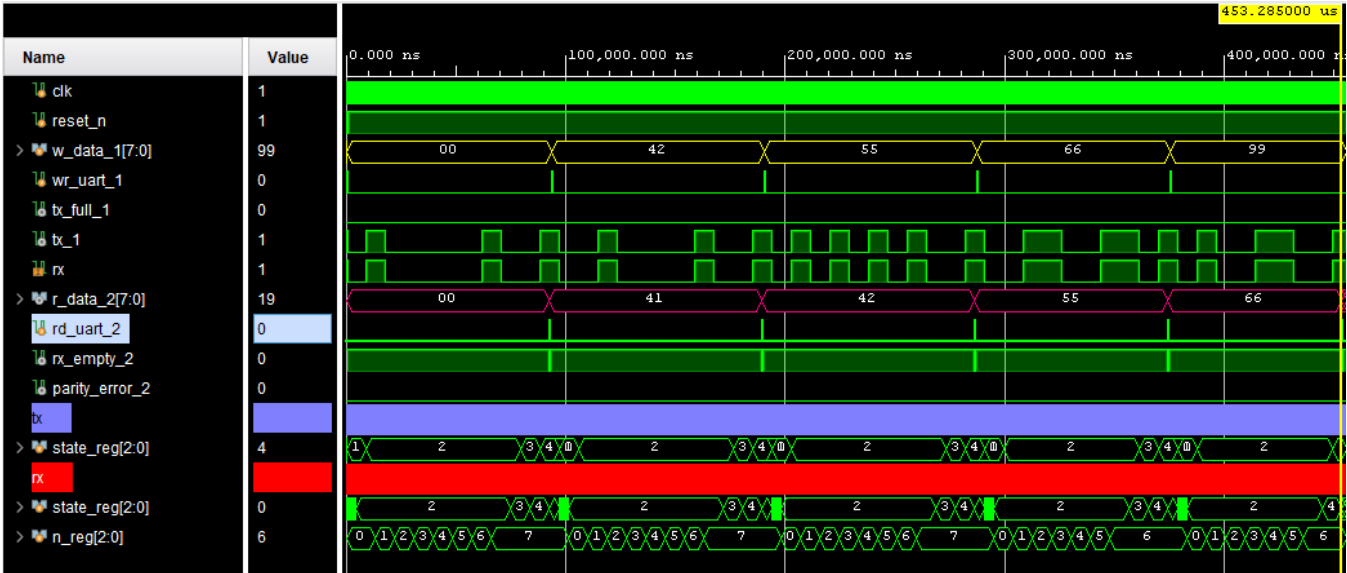 453.285000 us
Name Value 0.000 ns 100,000.000 ns 200,000.000 ns 300,000.000 ns 400,000.000 n
clk 1
reset_n 1
w_data_1[7:0] 99 00 42 55 66 99
wr_uart_1 0
tx_full_1 0
tx_1 1
rx 1
r_data_2[7:0] 19 00 41 42 55 66
rd_uart_2 0
rx_empty_2 0
parity_error_2 0
tx
state_reg[2:0] 4 1 2 3 4 0 2 3 4 0 2 3 4 0 2 3 4 0 2
rx
state_reg[2:0] 0 2 3 4 2 3 4 2 3 4 2 3 4 2 4
n_reg[2:0] 6 0 1 2 3 4 5 6 7 0 1 2 3 4 5 6 7 0 1 2 3 4 5 6 7 0 1 2 3 4 5 6 0 1 2 3 4 5 6